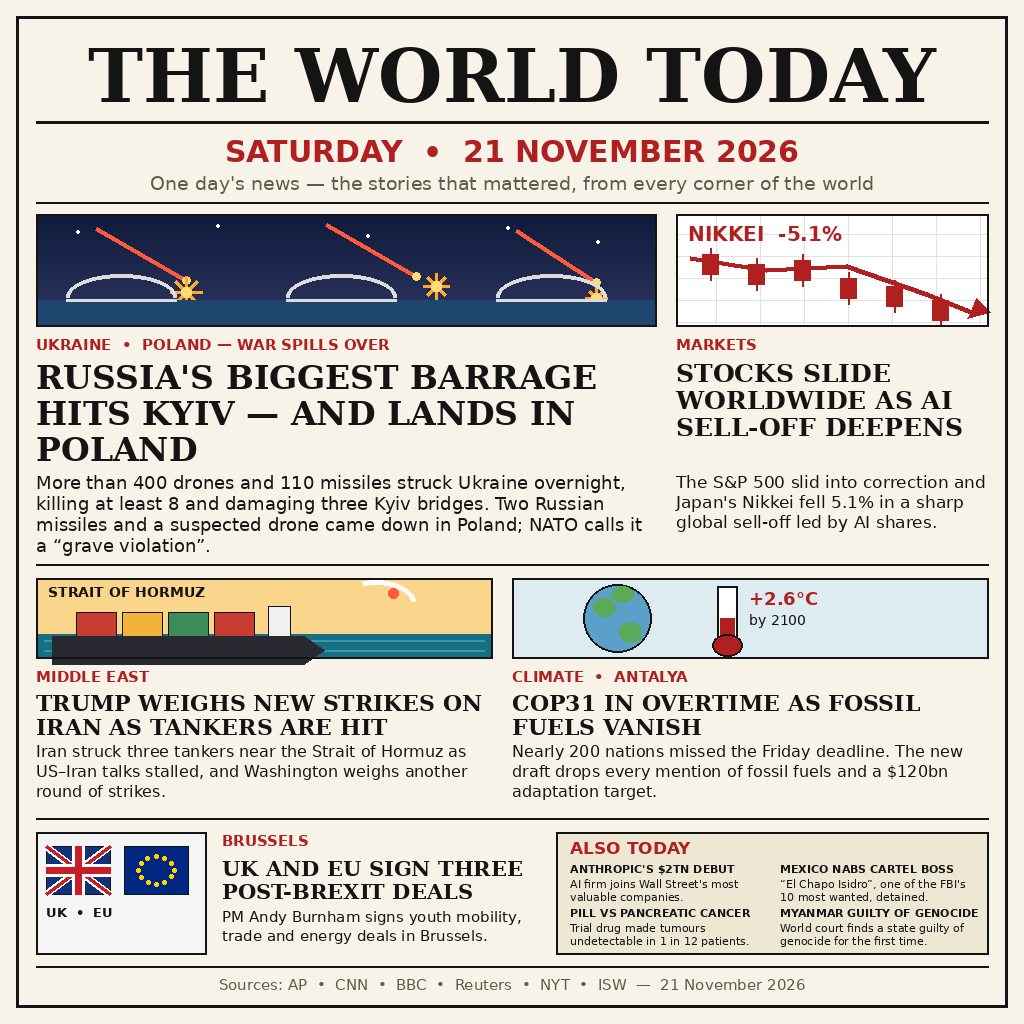 THE WORLD TODAY
SATURDAY • 21 NOVEMBER 2026
One day's news — the stories that mattered, from every corner of the world
NIKKEI -5.1%
UKRAINE • POLAND — WAR SPILLS OVER
RUSSIA'S BIGGEST BARRAGE
HITS KYIV — AND LANDS IN
POLAND
More than 400 drones and 110 missiles struck Ukraine overnight,
killing at least 8 and damaging three Kyiv bridges. Two Russian
missiles and a suspected drone came down in Poland; NATO calls it
a “grave violation”.
MARKETS
STOCKS SLIDE
WORLDWIDE AS AI
SELL-OFF DEEPENS
The S&P 500 slid into correction and
Japan's Nikkei fell 5.1% in a sharp
global sell-off led by AI shares.
STRAIT OF HORMUZ
MIDDLE EAST
TRUMP WEIGHS NEW STRIKES ON
IRAN AS TANKERS ARE HIT
Iran struck three tankers near the Strait of Hormuz as
US–Iran talks stalled, and Washington weighs another
round of strikes.
+2.6°C
by 2100
CLIMATE • ANTALYA
COP31 IN OVERTIME AS FOSSIL
FUELS VANISH
Nearly 200 nations missed the Friday deadline. The new
draft drops every mention of fossil fuels and a $120bn
adaptation target.
UK • EU
BRUSSELS
UK AND EU SIGN THREE
POST-BREXIT DEALS
PM Andy Burnham signs youth mobility,
trade and energy deals in Brussels.
ALSO TODAY
ANTHROPIC'S $2TN DEBUT
AI firm joins Wall Street's most
valuable companies.
PILL VS PANCREATIC CANCER
Trial drug made tumours
undetectable in 1 in 12 patients.
MEXICO NABS CARTEL BOSS
“El Chapo Isidro”, one of the FBI's
10 most wanted, detained.
MYANMAR GUILTY OF GENOCIDE
World court finds a state guilty of
genocide for the first time.
Sources: AP • CNN • BBC • Reuters • NYT • ISW — 21 November 2026